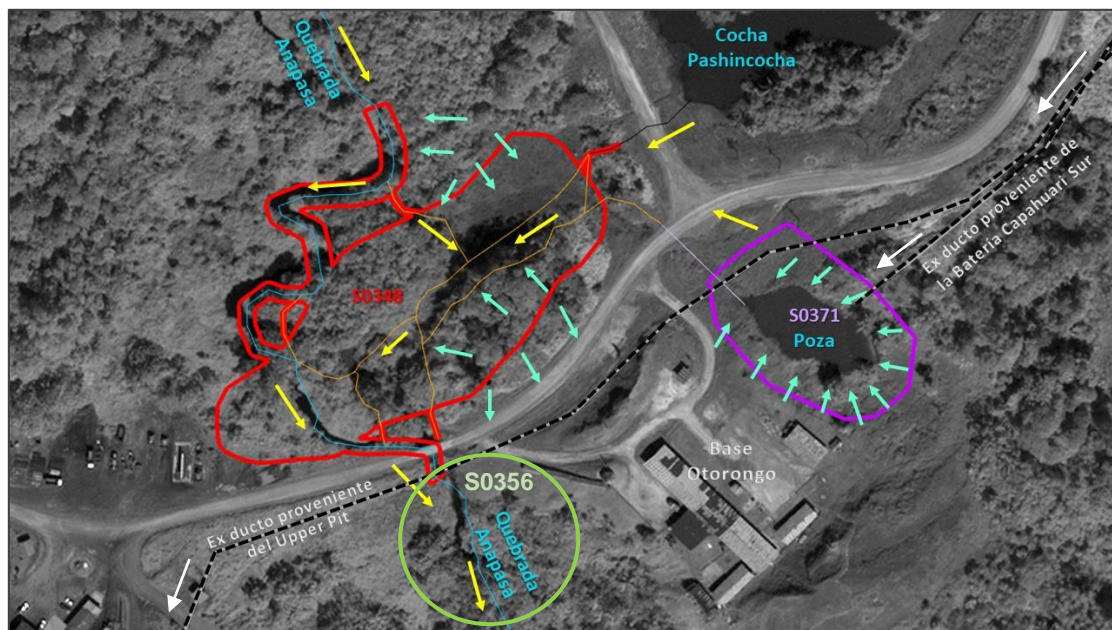 Quebrada
Anapasa
Cocha
Pashincocha
Ex ducto proveniente de
la Bateria Capahuari Sur
S0348
S0371
Poza
Base
Otorongo
S0356
Ex ducto proveniente
del Upper Pit
Quebrada
Anapasa